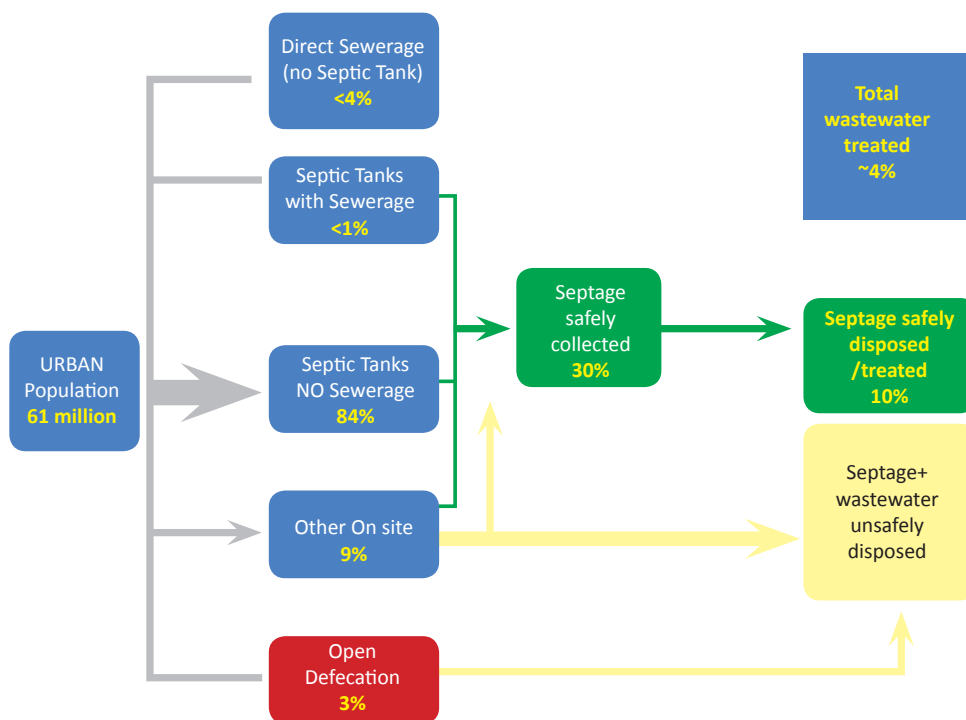 Direct Sewerage
(no Septic Tank)
<4%
Total
wastewater
treated
~4%
Septic Tanks
with Sewerage
<1%
Septage
safely
collected
30%
Septage safely
disposed
/treated
10%
URBAN
Population
61 million
Septic Tanks
NO Sewerage
84%
Septage+
wastewater
unsafely
disposed
Other On site
9%
Open
Defecation
3%